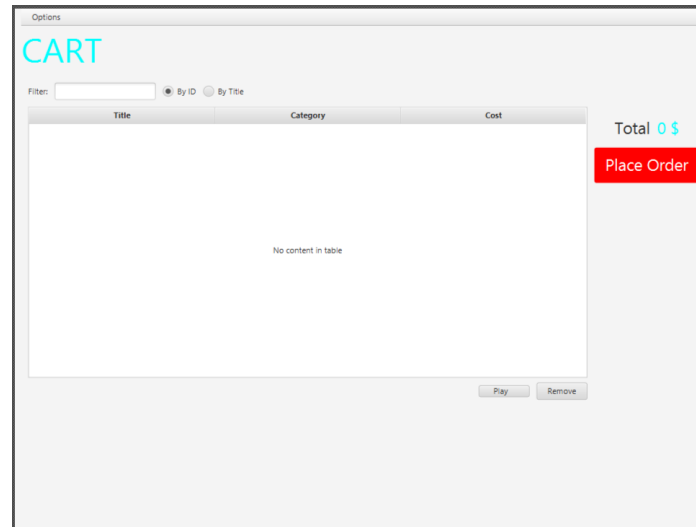 Options
CART
Filter: By ID By Title
Title Category Cost
Total 0 $
Place Order
No content in table
Play Remove